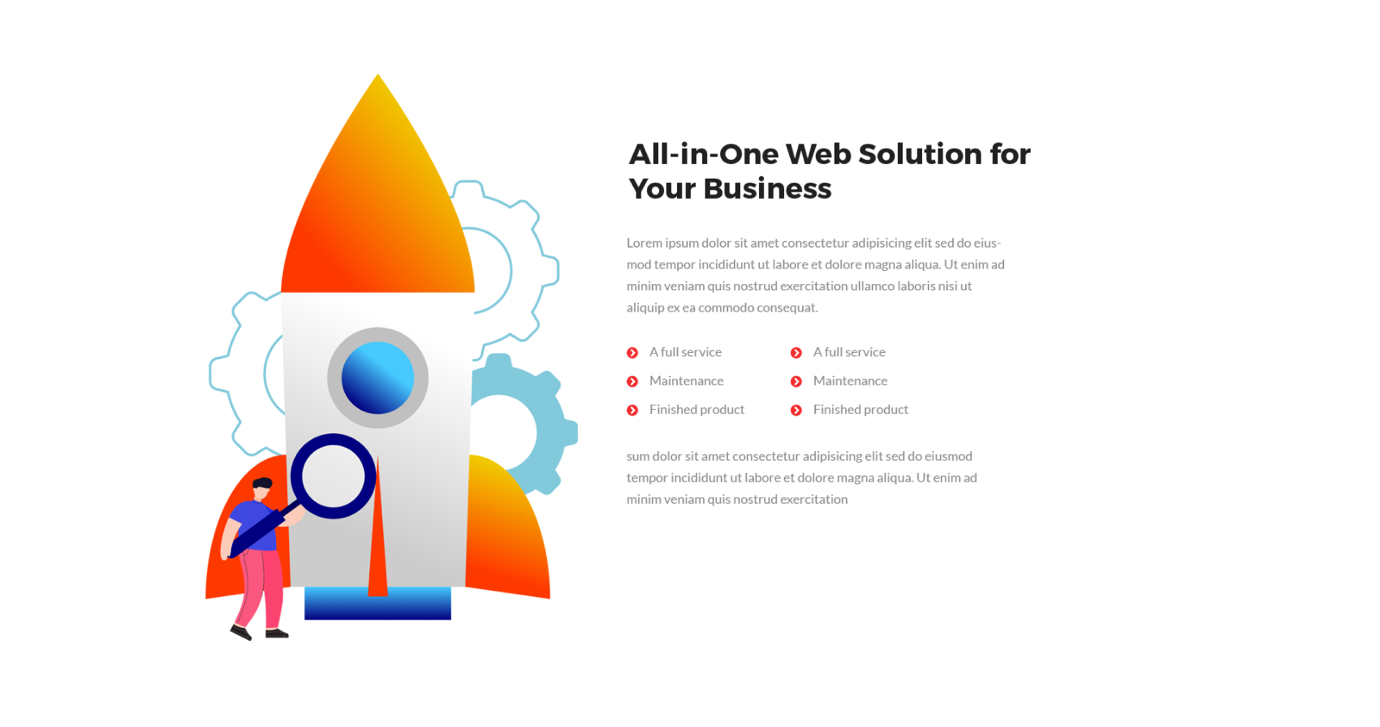 All-in-One Web Solution for
Your Business
Lorem ipsum dolor sit amet consectetur adipisicing elit sed do eius-
mod tempor incididunt ut labore et dolore magna aliqua. Ut enim ad
minim veniam quis nostrud exercitation ullamco laboris nisi ut
aliquip ex ea commodo consequat.
A full service
Maintenance
Finished product
A full service
Maintenance
Finished product
sum dolor sit amet consectetur adipisicing elit sed do eiusmod
tempor incididunt ut labore et dolore magna aliqua. Ut enim ad
minim veniam quis nostrud exercitation